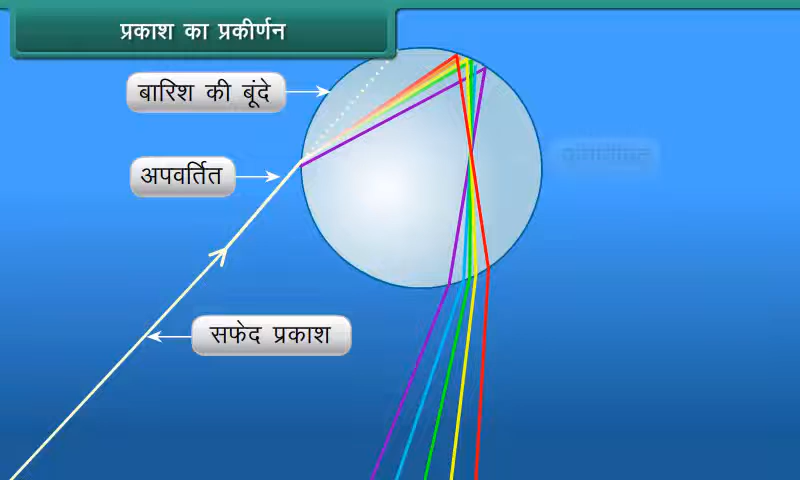 प्रकाश का प्रकीर्णन
बारिश की बूंदे
अपवर्तित
सफेद प्रकाश